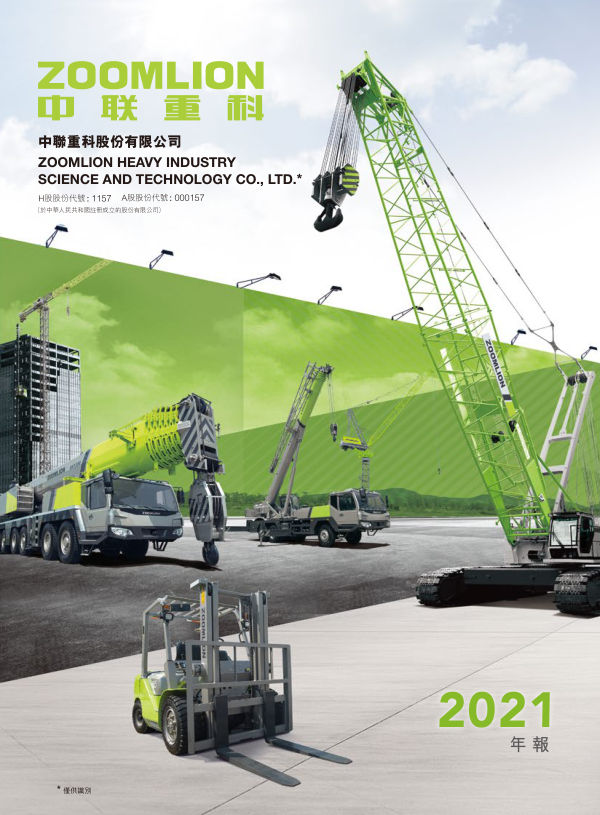 ZOOMLION
中联重科
中聯重科股份有限公司
ZOOMLION HEAVY INDUSTRY
SCIENCE AND TECHNOLOGY CO., LTD.*
H股股份代號：1157 A股股份代號：000157
（於中華人民共和國註冊成立的股份有限公司）
ZOOMLION
ZOOMLION
ZOOMLION
2021
年報
* 僅供識別